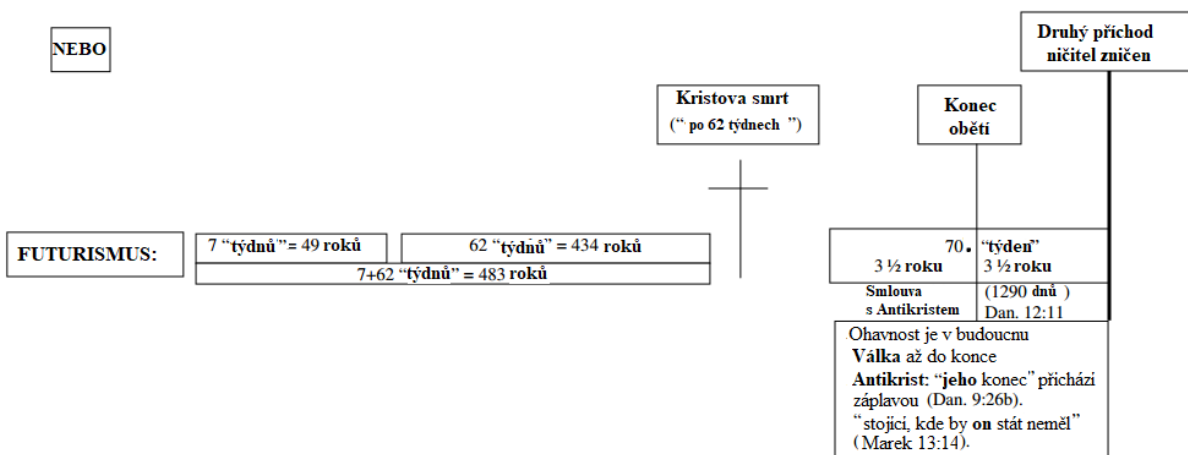 NEBO
Druhý příchod
ničitel zničen
Kristova smrt
(“ po 62 týdnech ”)
Konec
obětí
FUTURISMUS:
7 “týdnů”= 49 roků
62 “týdnů” = 434 roků
7+62 “týdnů” = 483 roků
70. “týden”
3 ½ roku 3 ½ roku
Smlouva
s Antikristem
(1290 dnů )
Dan. 12:11
Ohavnost je v budoucnu
Válka až do konce
Antikrist: “jeho konec” přichází
záplavou (Dan. 9:26b).
“stojici, kde by on stát neměl”
(Marek 13:14).